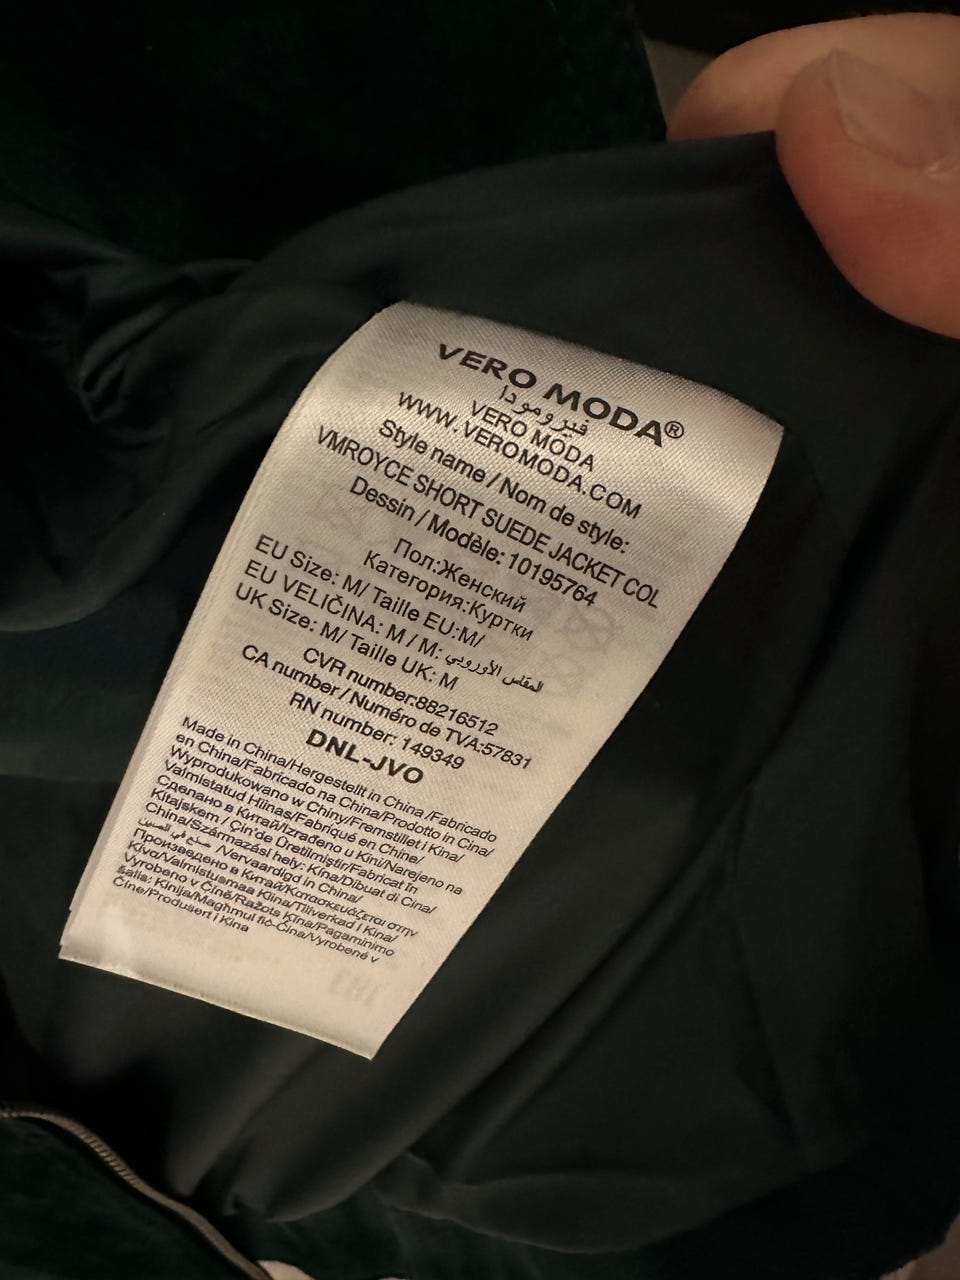 VERO MODA®
فيرومودا
VERO MODA
WWW.VEROMODA.COM
Style name / Nom de style:
VMROYCE SHORT SUEDE JACKET COL
Dessin / Modèle: 10195764
Пол:Женский
Категория:Куртки
EU Size: M/ Taille EU:M/
EU VELIČINA: M / M: المقاس الأوروبي
UK Size: M/ Taille UK: M
CVR number:88216512
CA number / Numéro de TVA:57831
RN number: 149349
DNL-JVO
Made in China/Hergestellt in China /Fabricado
en China/Fabricado na China/Prodotto in Cina/
Wyprodukowano w Chiny/Fremstillet i Kina/
Valmistatud Hiinas/Fabriqué en Chine/
Сделано в Китай/Izrađeno u Kini/Narejeno na
Kitajskem / Çin'de Üretilmiştir/Fabricat în
China/Származási hely: Kína/Dibuat di Cina/
صنع في الصين /Vervaardigd in China/
Произведено в Китай/Κατασκευάζεται στην
Κίνα/Valmistusmaa Kiina/Tillverkad i Kina/
Vyrobeno v Číně/Ražots Ķīna/Pagaminimo
šalis: Kinija/Magħmul fiċ-Ċina/Vyrobené v
Číne/Produsert i Kina